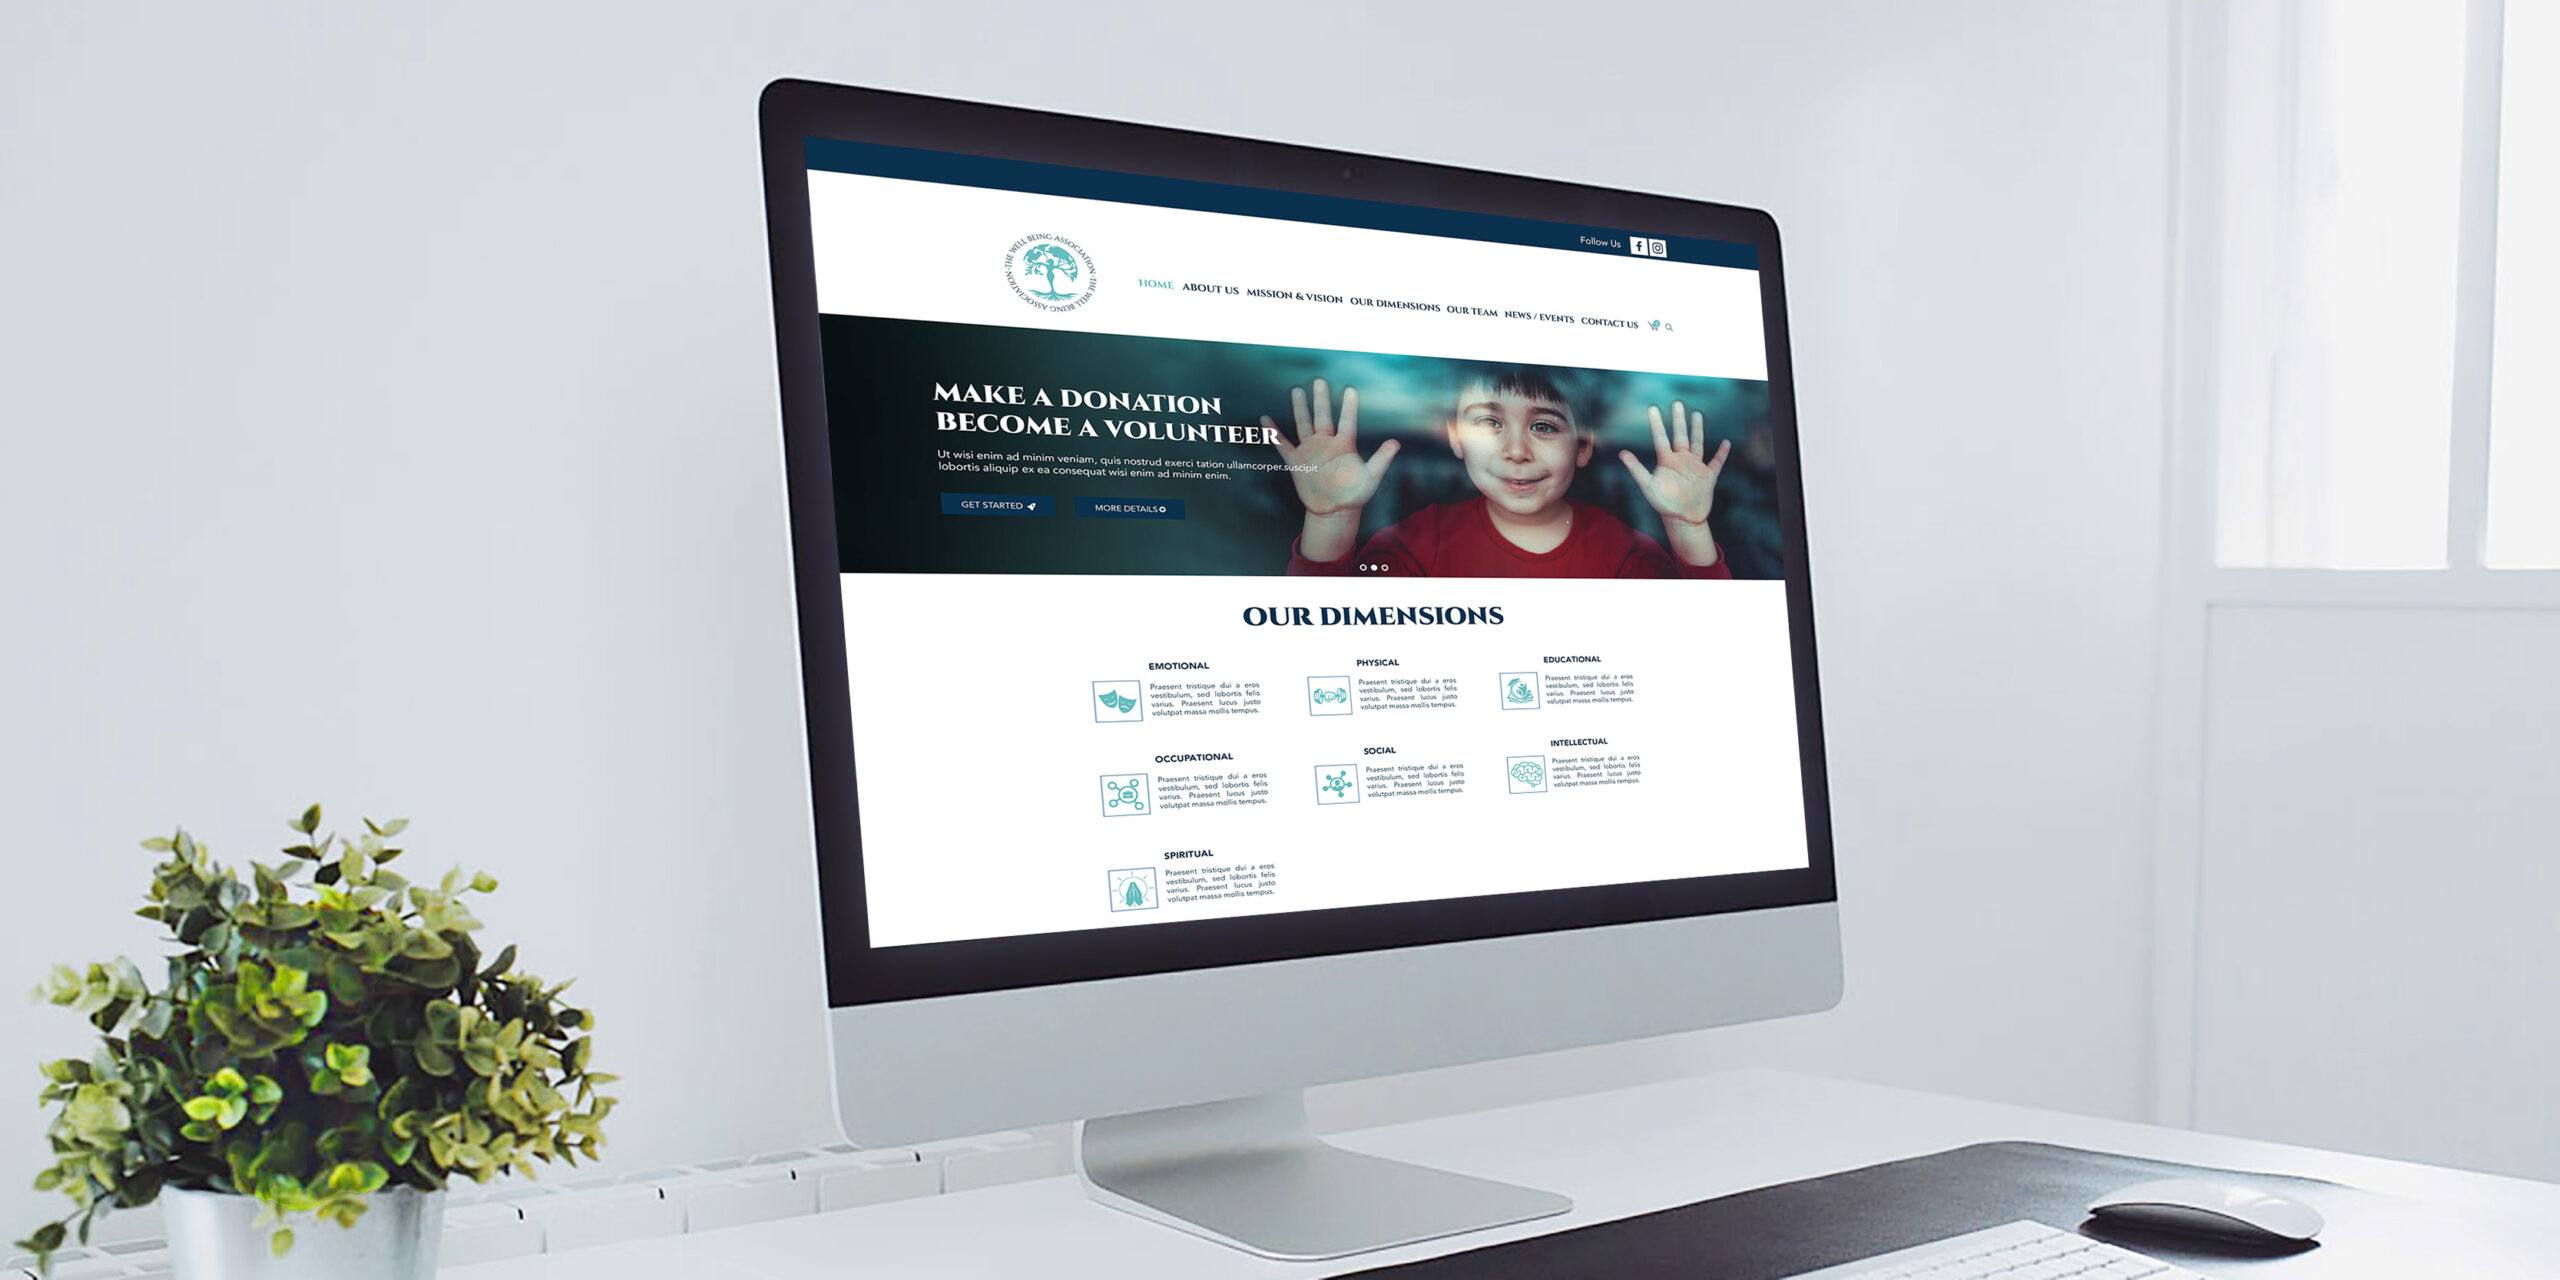 Follow Us
THE WELL BEING ASSOCIATION · THE WELL BEING ASSOCIATION ·
HOME ABOUT US MISSION & VISION OUR DIMENSIONS OUR TEAM NEWS / EVENTS CONTACT US
MAKE A DONATION
BECOME A VOLUNTEER
Ut wisi enim ad minim veniam, quis nostrud exerci tation ullamcorper.suscipit
lobortis aliquip ex ea consequat wisi enim ad minim enim.
GET STARTED
MORE DETAILS
OUR DIMENSIONS
EMOTIONAL
Praesent tristique dui a eros
vestibulum, sed lobortis felis
varius. Praesent lucus justo
volutpat massa mollis tempus.
PHYSICAL
Praesent tristique dui a eros
vestibulum, sed lobortis felis
varius. Praesent lucus justo
volutpat massa mollis tempus.
EDUCATIONAL
Praesent tristique dui a eros
vestibulum, sed lobortis felis
varius. Praesent lucus justo
volutpat massa mollis tempus.
OCCUPATIONAL
Praesent tristique dui a eros
vestibulum, sed lobortis felis
varius. Praesent lucus justo
volutpat massa mollis tempus.
SOCIAL
Praesent tristique dui a eros
vestibulum, sed lobortis felis
varius. Praesent lucus justo
volutpat massa mollis tempus.
INTELLECTUAL
Praesent tristique dui a eros
vestibulum, sed lobortis felis
varius. Praesent lucus justo
volutpat massa mollis tempus.
SPIRITUAL
Praesent tristique dui a eros
vestibulum, sed lobortis felis
varius. Praesent lucus justo
volutpat massa mollis tempus.